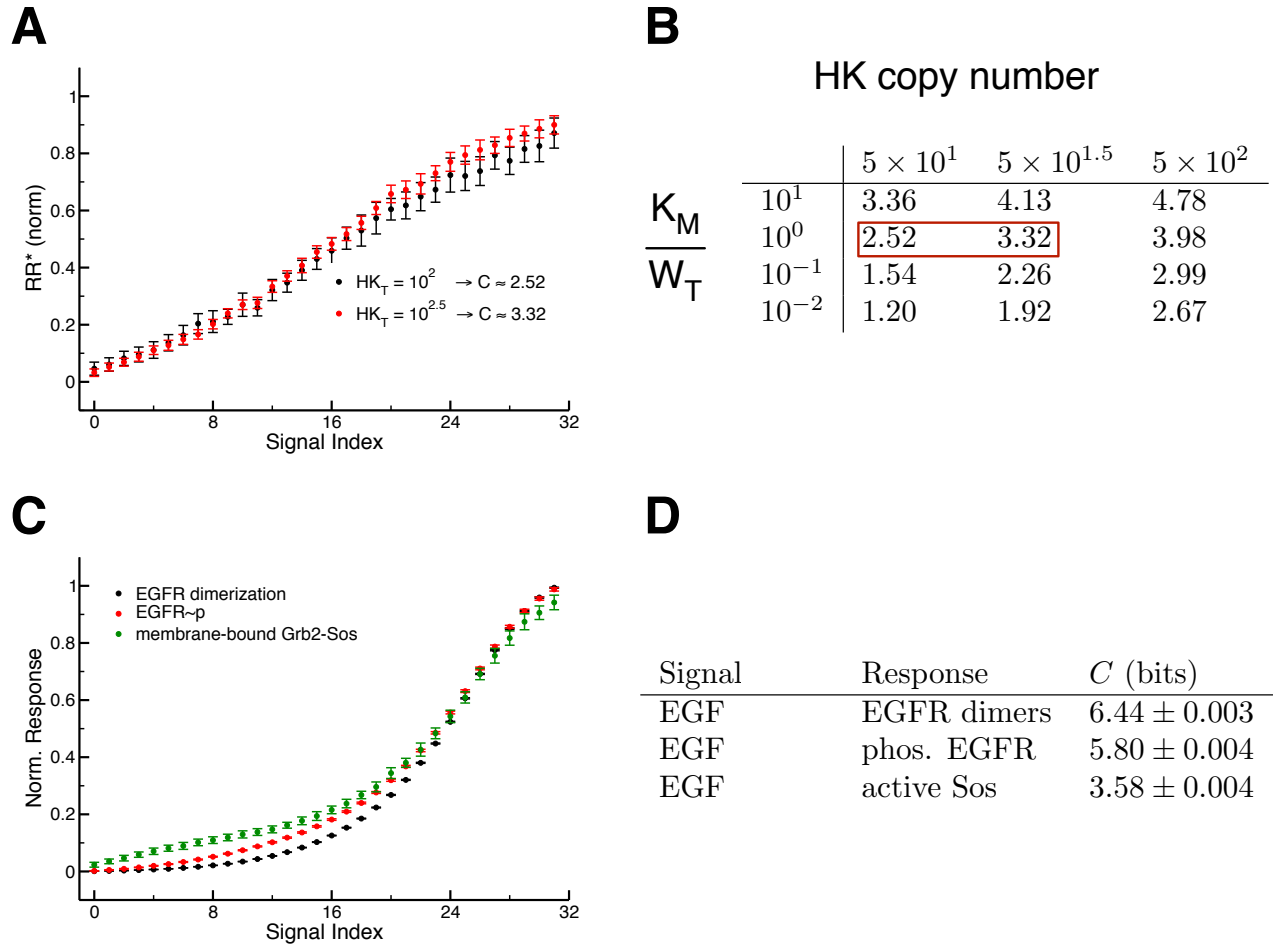 A
1
0.8
0.6
0.4
0.2
0
RR* (norm)
HK_T = 10^2 → C ≈ 2.52
HK_T = 10^2.5 → C ≈ 3.32
0 8 16 24 32
Signal Index
B
HK copy number
5 × 10^1 5 × 10^1.5 5 × 10^2
K_M
W_T
10^1 3.36 4.13 4.78
10^0 2.52 3.32 3.98
10^−1 1.54 2.26 2.99
10^−2 1.20 1.92 2.67
C
1
0.8
0.6
0.4
0.2
0
Norm. Response
EGFR dimerization
EGFR~p
membrane-bound Grb2-Sos
0 8 16 24 32
Signal Index
D
Signal Response C (bits)
EGF EGFR dimers 6.44 ± 0.003
EGF phos. EGFR 5.80 ± 0.004
EGF active Sos 3.58 ± 0.004